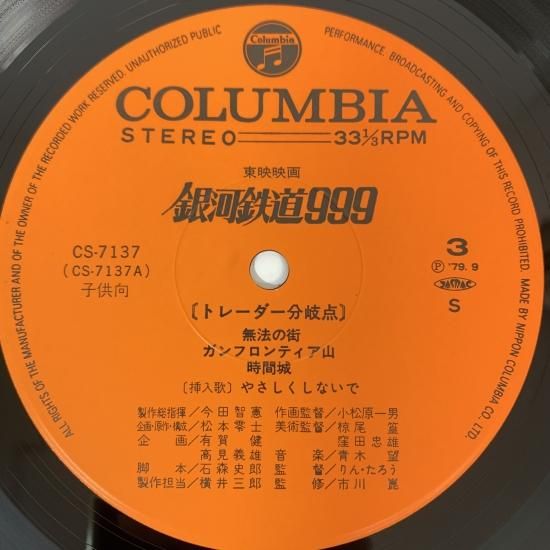 ALL RIGHTS OF THE MANUFACTURER AND OF THE OWNER OF THE RECORDED WORK RESERVED. UNAUTHORIZED PUBLIC PERFORMANCE, BROADCASTING AND COPYING OF THIS RECORD PROHIBITED. MADE BY NIPPON COLUMBIA CO., LTD.
Columbia
COLUMBIA
STEREO 33⅓RPM
東映映画
銀河鉄道999
CS-7137
(CS-7137A)
子供向
3
Ⓟ '79. 9
JASRAC
S
〔トレーダー分岐点〕
無法の街
ガンフロンティア山
時間城
〔挿入歌〕やさしくしないで
製作総指揮/今田智憲 作画監督/小松原一男
企画・原作・構成/松本零士 美術監督/椋尾 篁
企画/有賀 健 窪田忠雄
高見義雄 音楽/青木 望
脚本/石森史郎 監督/りん・たろう
製作担当/横井三郎 監修/市川 崑